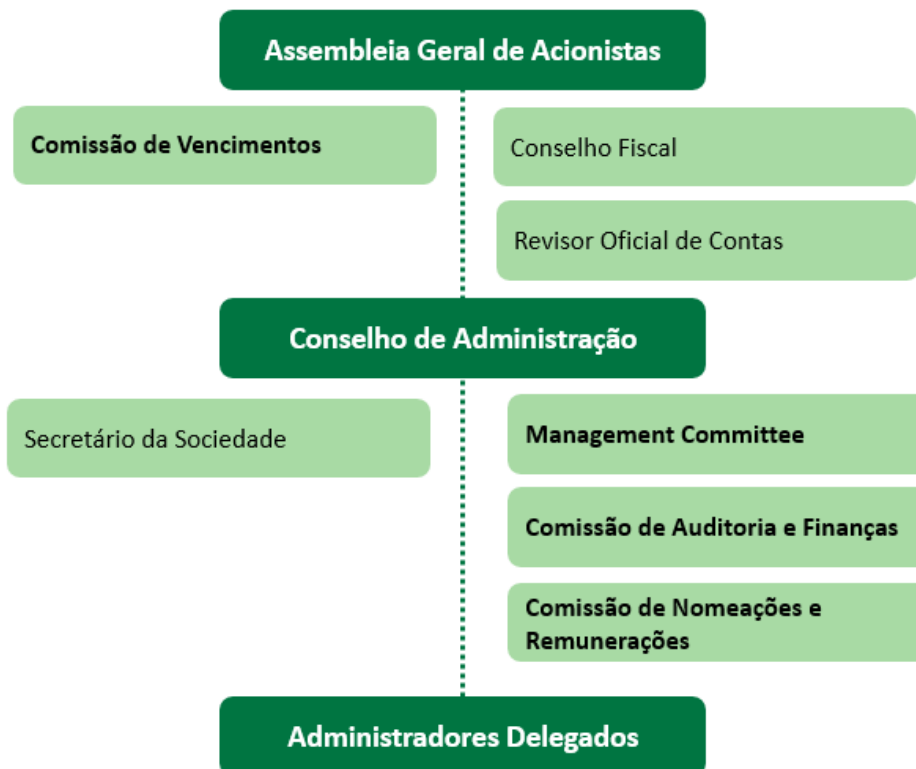 Assembleia Geral de Acionistas
Comissão de Vencimentos
Conselho Fiscal
Revisor Oficial de Contas
Conselho de Administração
Secretário da Sociedade
Management Committee
Comissão de Auditoria e Finanças
Comissão de Nomeações e
Remunerações
Administradores Delegados